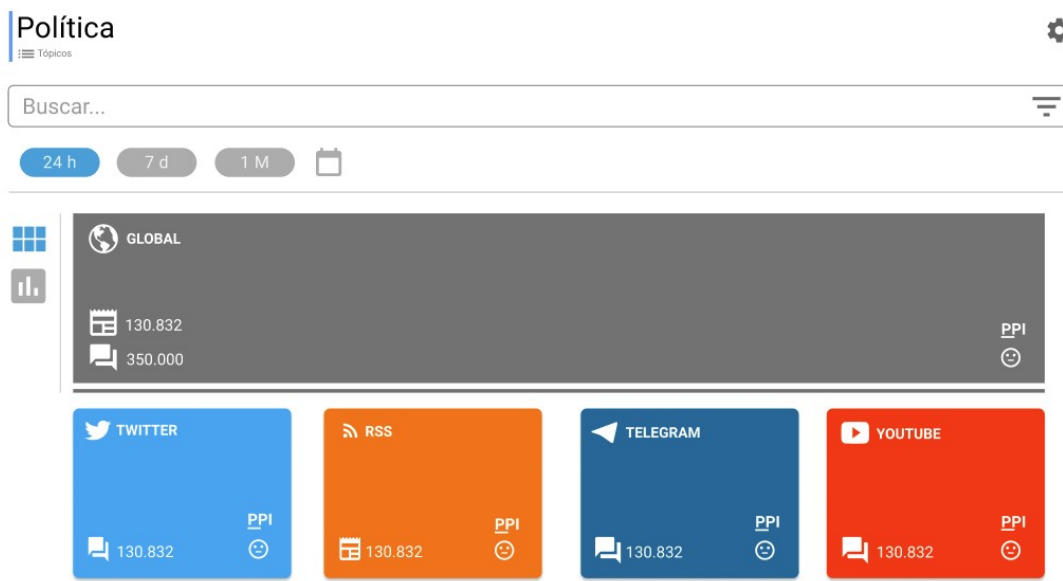 Política
Tópicos
Buscar...
24 h 7 d 1 M
GLOBAL
130.832
350.000
PPI
TWITTER
PPI
130.832
RSS
PPI
130.832
TELEGRAM
PPI
130.832
YOUTUBE
PPI
130.832